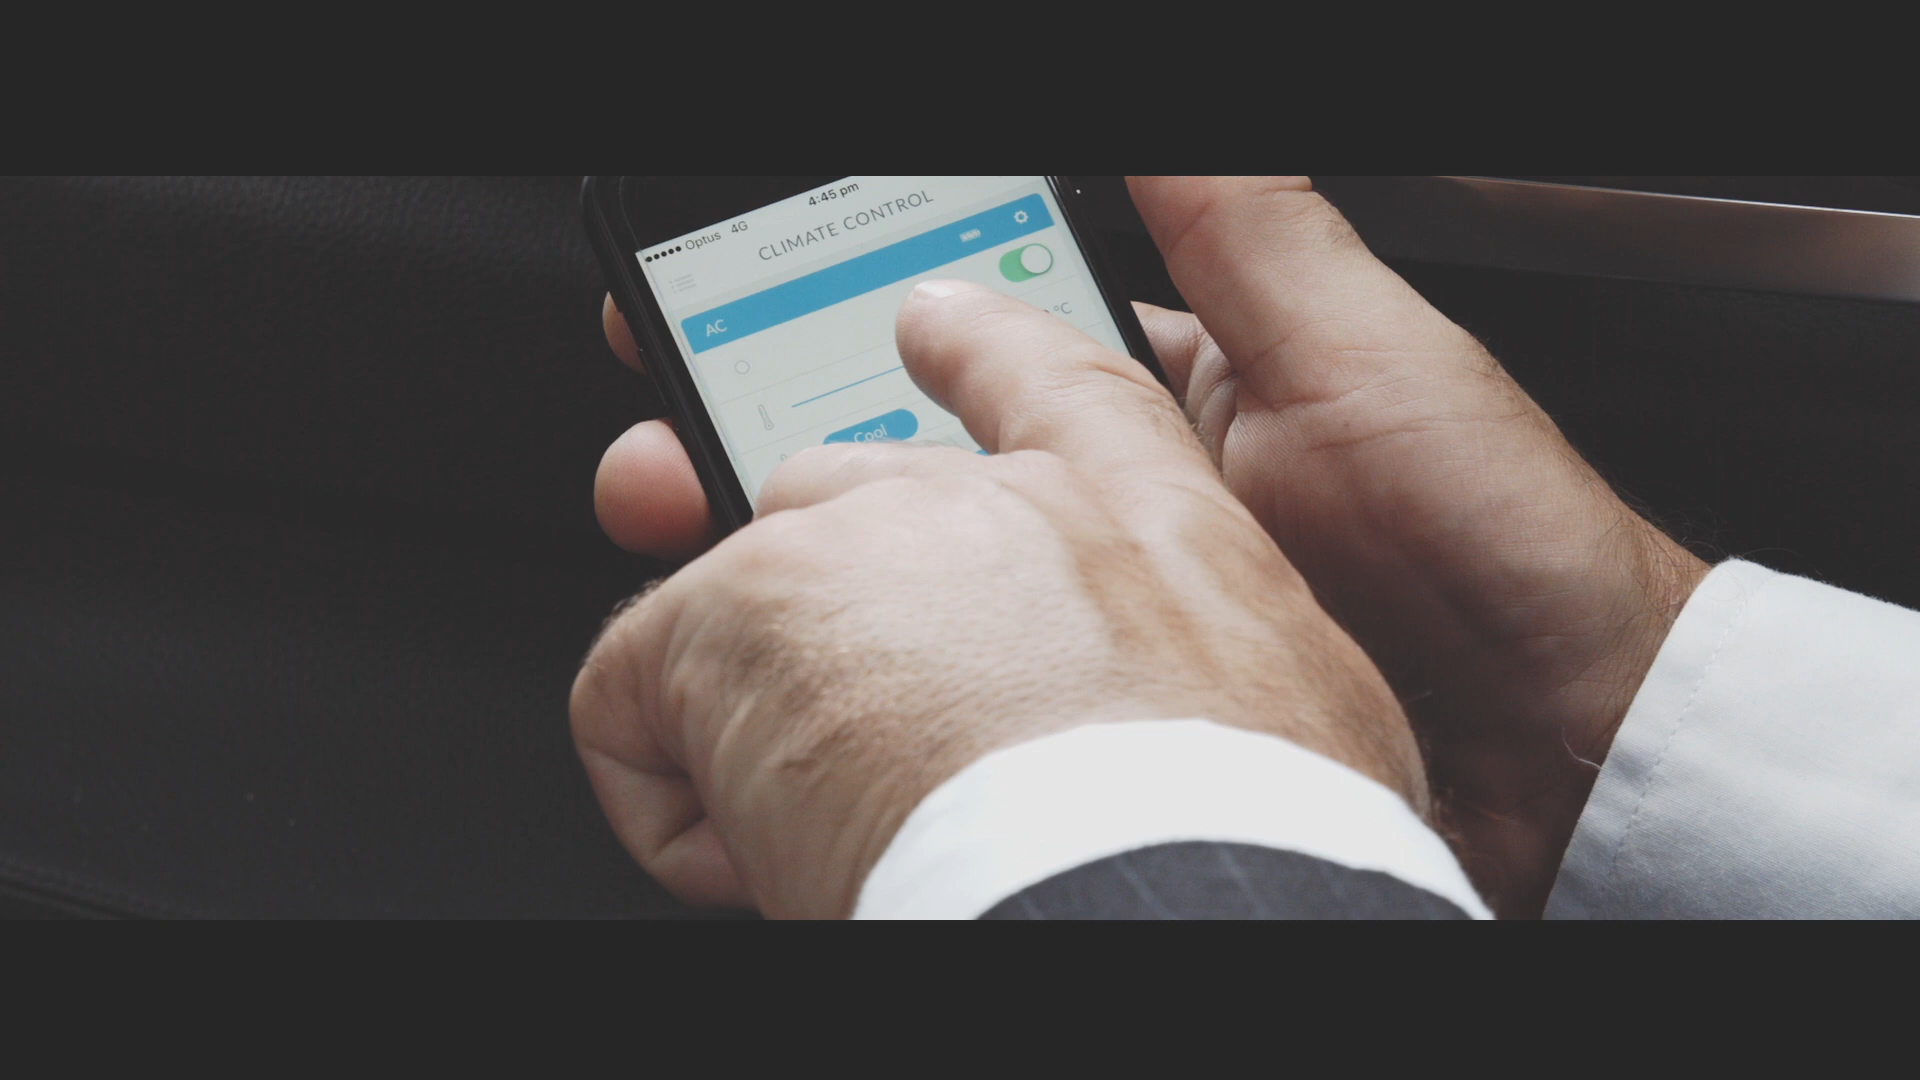 4:45 pm
Optus 4G
CLIMATE CONTROL
AC
°C
Cool